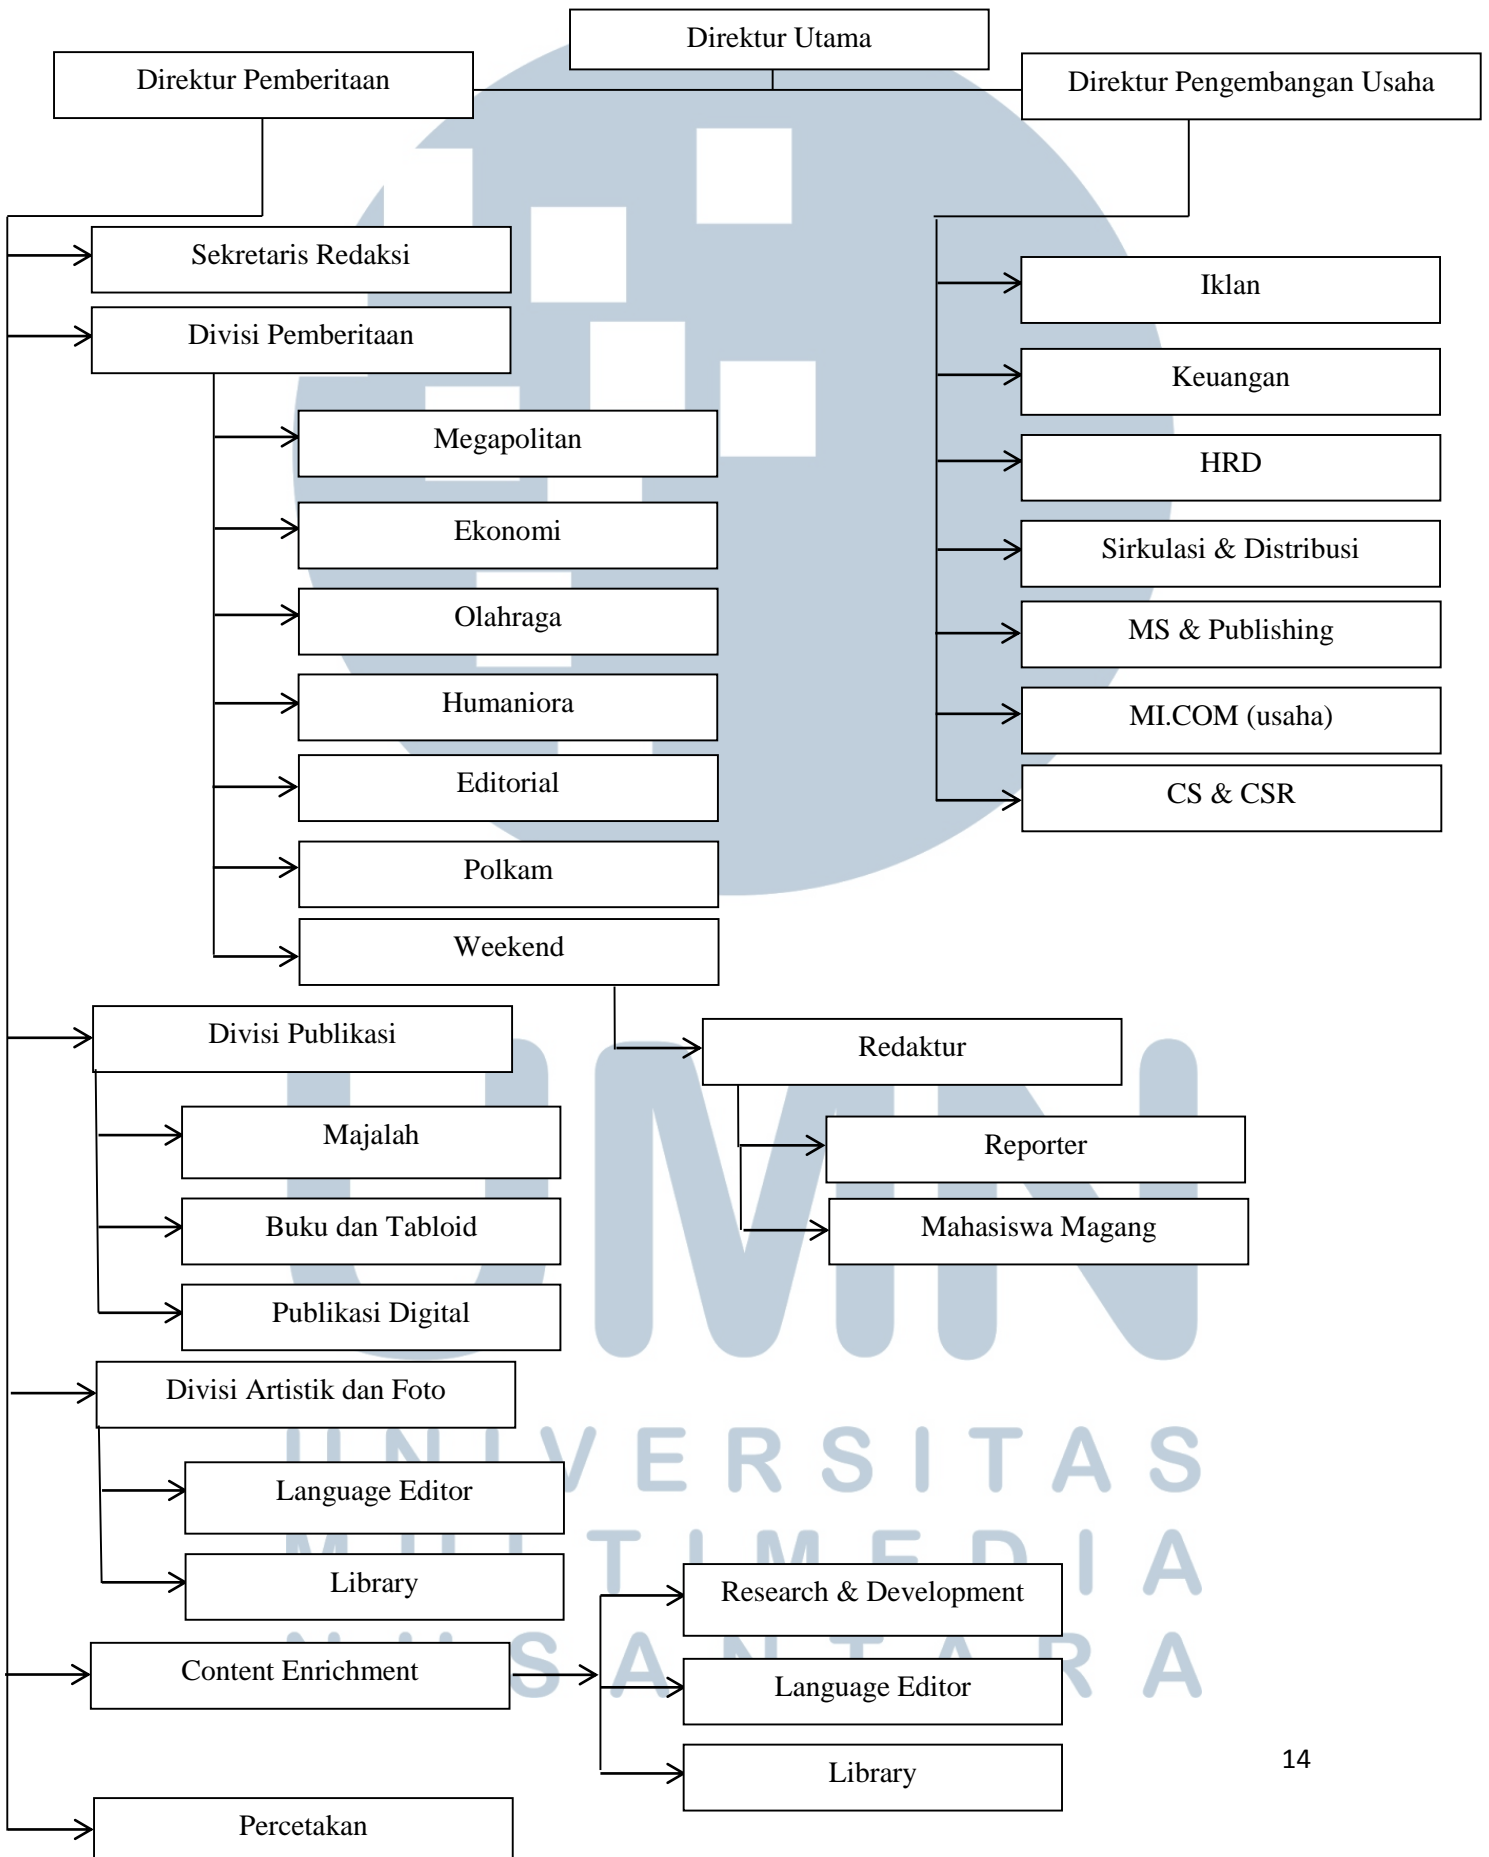 Direktur Utama
Direktur Pemberitaan
Direktur Pengembangan Usaha
Sekretaris Redaksi
Divisi Pemberitaan
Megapolitan
Ekonomi
Olahraga
Humaniora
Editorial
Polkam
Weekend
Redaktur
Reporter
Mahasiswa Magang
Divisi Publikasi
Majalah
Buku dan Tabloid
Publikasi Digital
Divisi Artistik dan Foto
Language Editor
Library
Content Enrichment
Research & Development
Language Editor
Library
Percetakan
Iklan
Keuangan
HRD
Sirkulasi & Distribusi
MS & Publishing
MI.COM (usaha)
CS & CSR
UMN
UNIVERSITAS
MULTIMEDIA
NUSANTARA
14